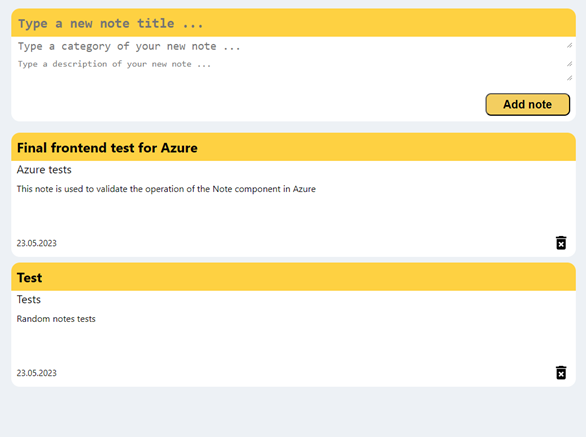 Type a new note title ...
Type a category of your new note ...
Type a description of your new note ...
Add note
Final frontend test for Azure
Azure tests
This note is used to validate the operation of the Note component in Azure
23.05.2023
Test
Tests
Random notes tests
23.05.2023